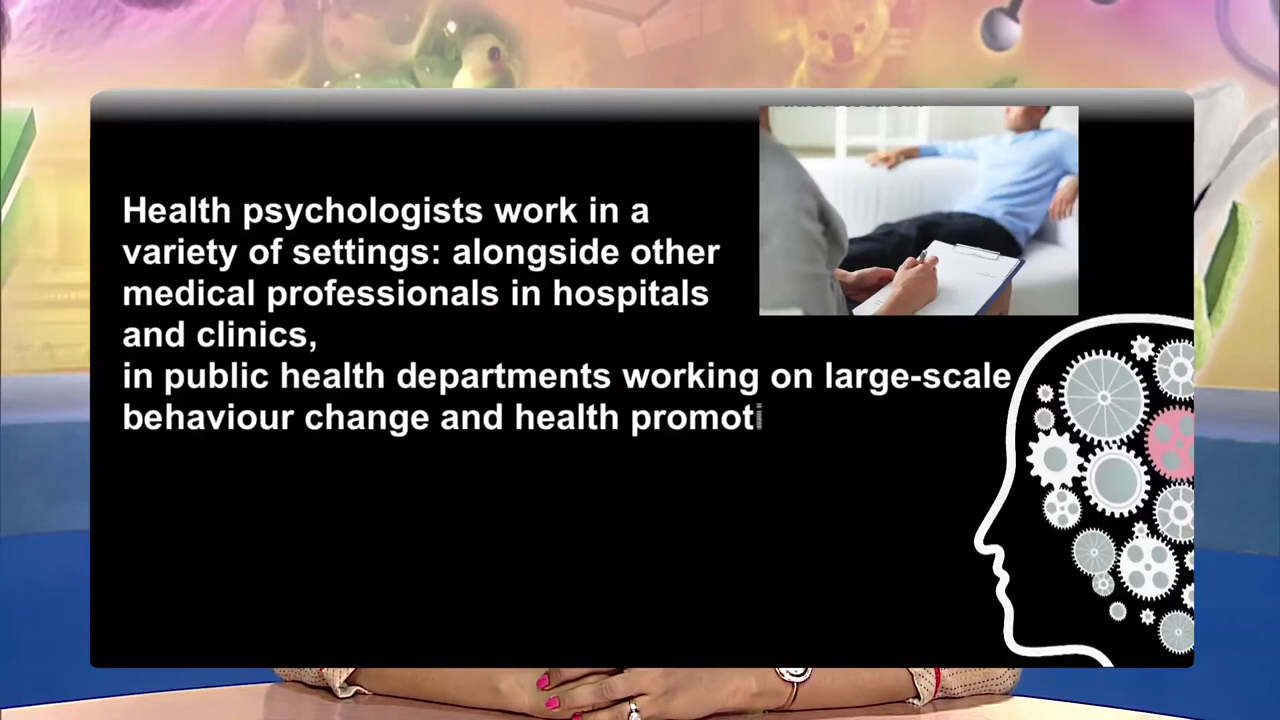 Health psychologists work in a
variety of settings: alongside other
medical professionals in hospitals
and clinics,
in public health departments working on large-scale
behaviour change and health promot